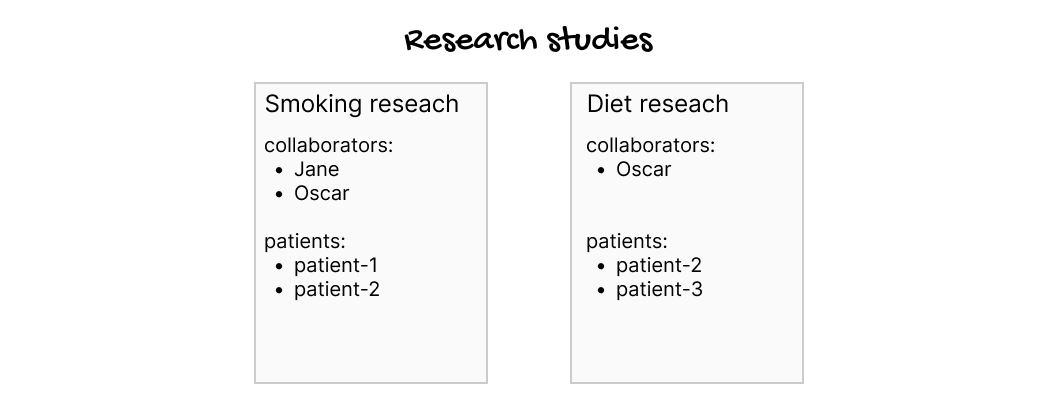 Research studies
Smoking reseach
collaborators:
• Jane
• Oscar
patients:
• patient-1
• patient-2
Diet reseach
collaborators:
• Oscar
patients:
• patient-2
• patient-3